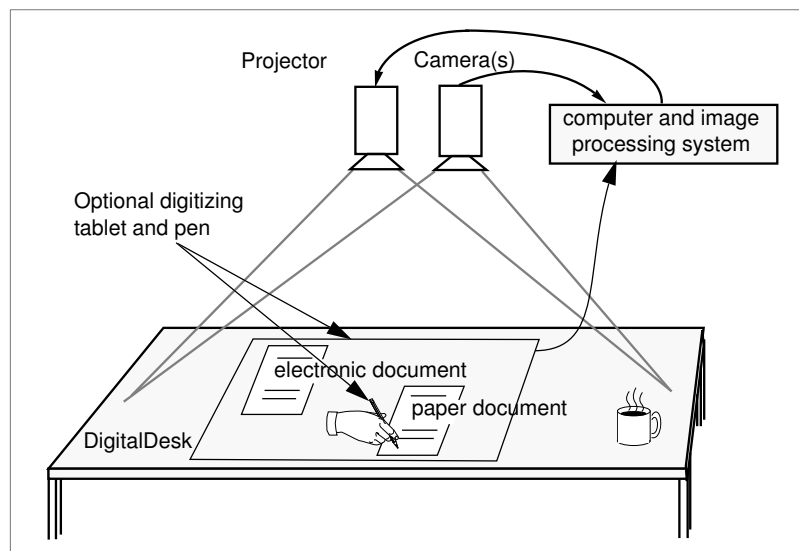 Projector
Camera(s)
computer and image
processing system
Optional digitizing
tablet and pen
electronic document
paper document
DigitalDesk